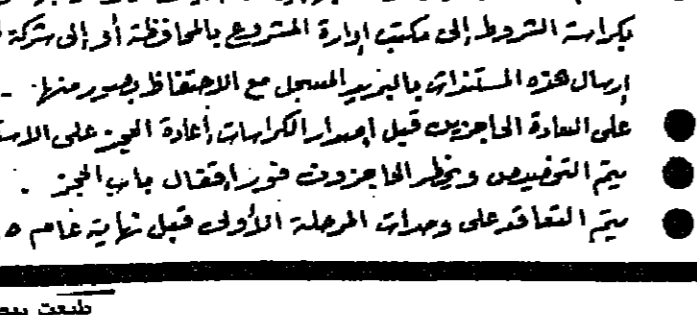 بكراسة الشروط إلى مكتب إدارة المشروع بالمحافظة أو إلى شركة
إرسال هذه المستندات بالبريد المسجل مع الاحتفاظ بصور منها .
على السادة الحاجزين قبل إصدار الكراسات إعادة الحجز على
يتم التخصيص ويخطر الحاجزون فور إقفال باب الحجز .
يتم التعاقد على وحدات المرحلة الأولى قبل نهاية عام
طبعت